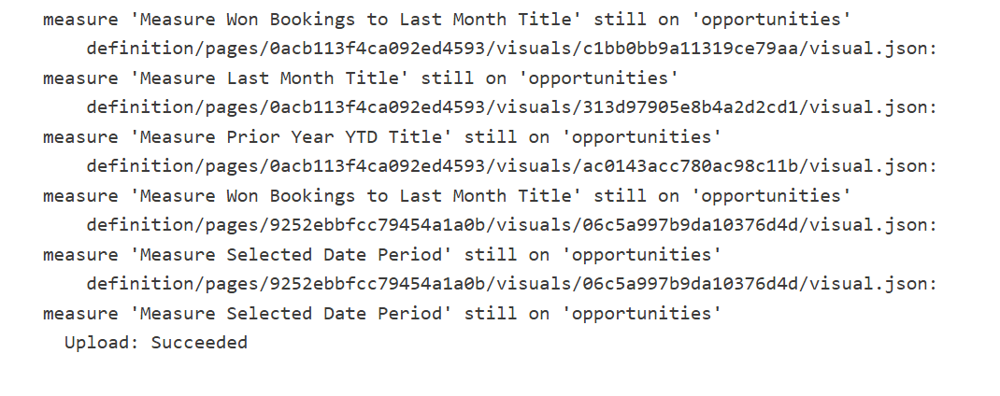 measure 'Measure Won Bookings to Last Month Title' still on 'opportunities'
definition/pages/0acb113f4ca092ed4593/visuals/c1bb0bb9a11319ce79aa/visual.json:
measure 'Measure Last Month Title' still on 'opportunities'
definition/pages/0acb113f4ca092ed4593/visuals/313d97905e8b4a2d2cd1/visual.json:
measure 'Measure Prior Year YTD Title' still on 'opportunities'
definition/pages/0acb113f4ca092ed4593/visuals/ac0143acc780ac98c11b/visual.json:
measure 'Measure Won Bookings to Last Month Title' still on 'opportunities'
definition/pages/9252ebbfcc79454a1a0b/visuals/06c5a997b9da10376d4d/visual.json:
measure 'Measure Selected Date Period' still on 'opportunities'
definition/pages/9252ebbfcc79454a1a0b/visuals/06c5a997b9da10376d4d/visual.json:
measure 'Measure Selected Date Period' still on 'opportunities'
Upload: Succeeded